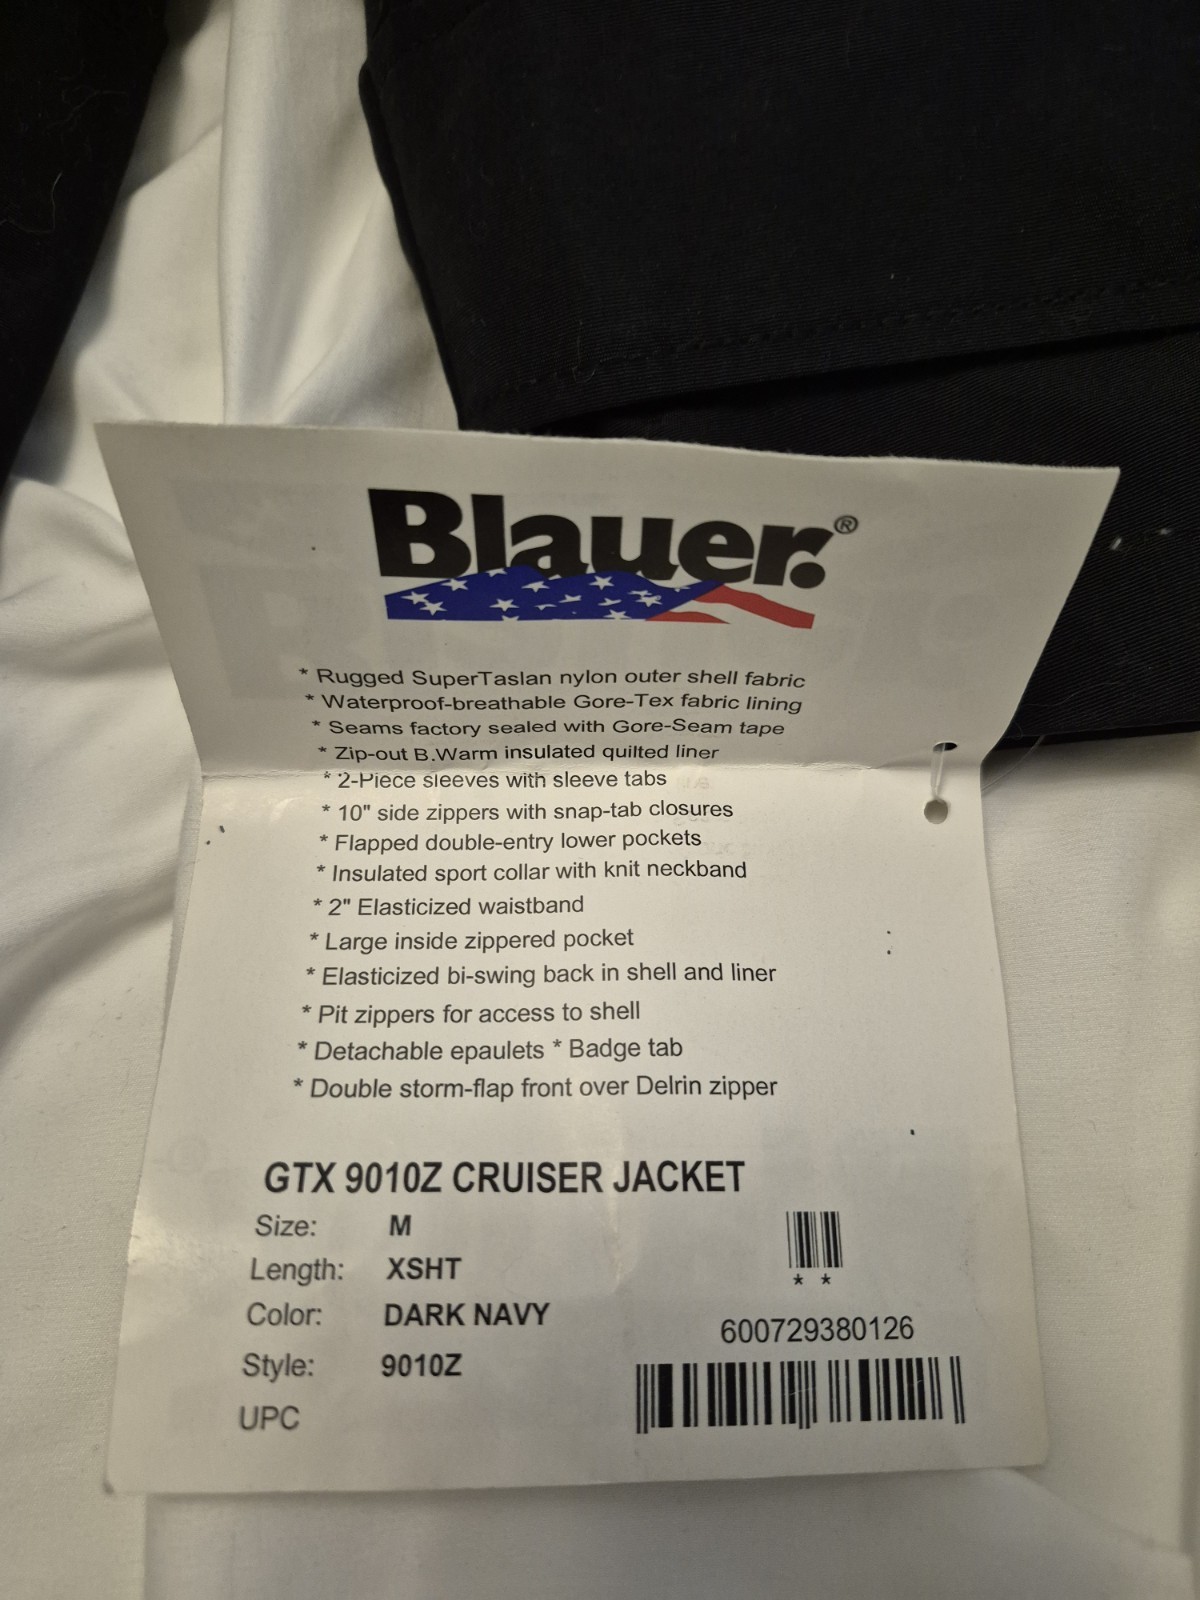 Blauer.®
* Rugged SuperTaslan nylon outer shell fabric
* Waterproof-breathable Gore-Tex fabric lining
* Seams factory sealed with Gore-Seam tape
* Zip-out B.Warm insulated quilted liner
* 2-Piece sleeves with sleeve tabs
* 10" side zippers with snap-tab closures
* Flapped double-entry lower pockets
* Insulated sport collar with knit neckband
* 2" Elasticized waistband
* Large inside zippered pocket
* Elasticized bi-swing back in shell and liner
* Pit zippers for access to shell
* Detachable epaulets * Badge tab
* Double storm-flap front over Delrin zipper
GTX 9010Z CRUISER JACKET
Size: M
Length: XSHT
* *
Color: DARK NAVY
600729380126
Style: 9010Z
UPC